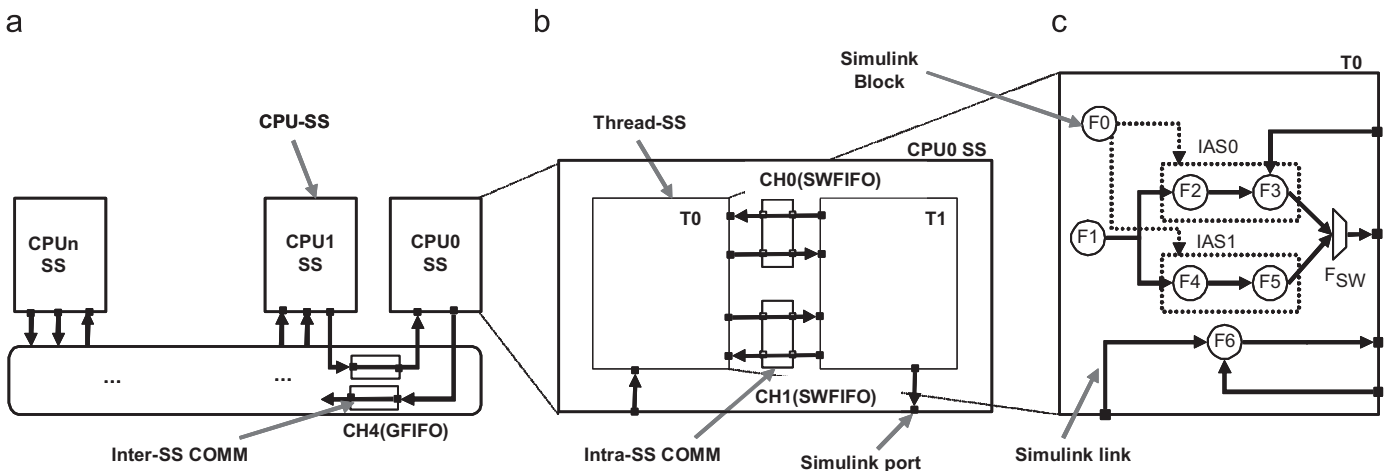 a
b
c
CPU-SS
CPUn
SS
CPU1
SS
CPU0
SS
...
...
CH4(GFIFO)
Inter-SS COMM
Thread-SS
CPU0 SS
CH0(SWFIFO)
T0
T1
CH1(SWFIFO)
Intra-SS COMM
Simulink port
Simulink
Block
T0
F0
IAS0
F2
F3
F1
IAS1
F4
F5
FSW
F6
Simulink link